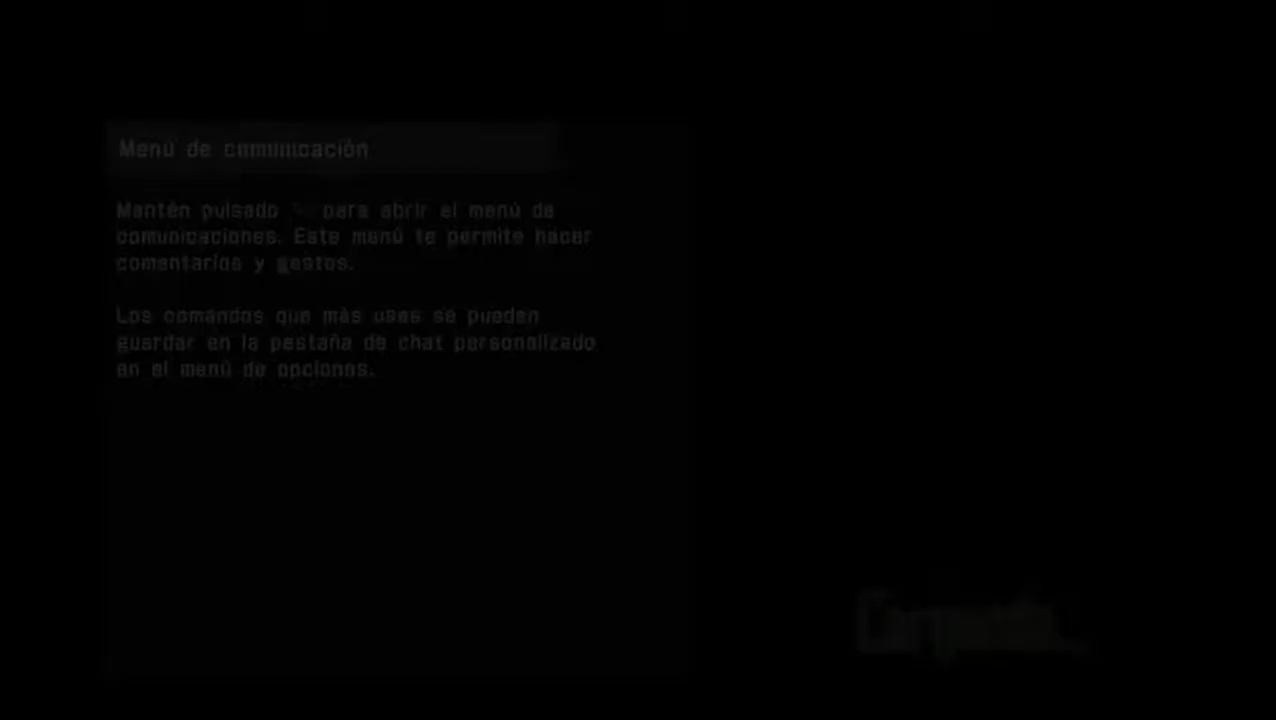 Menú de comunicación
Mantén pulsado para abrir el menú de
comunicaciones. Este menú te permite hacer
comentarios y gestos.
Los comandos que más uses se pueden
guardar en la pestaña de chat personalizado
en el menú de opciones.
Cargando...